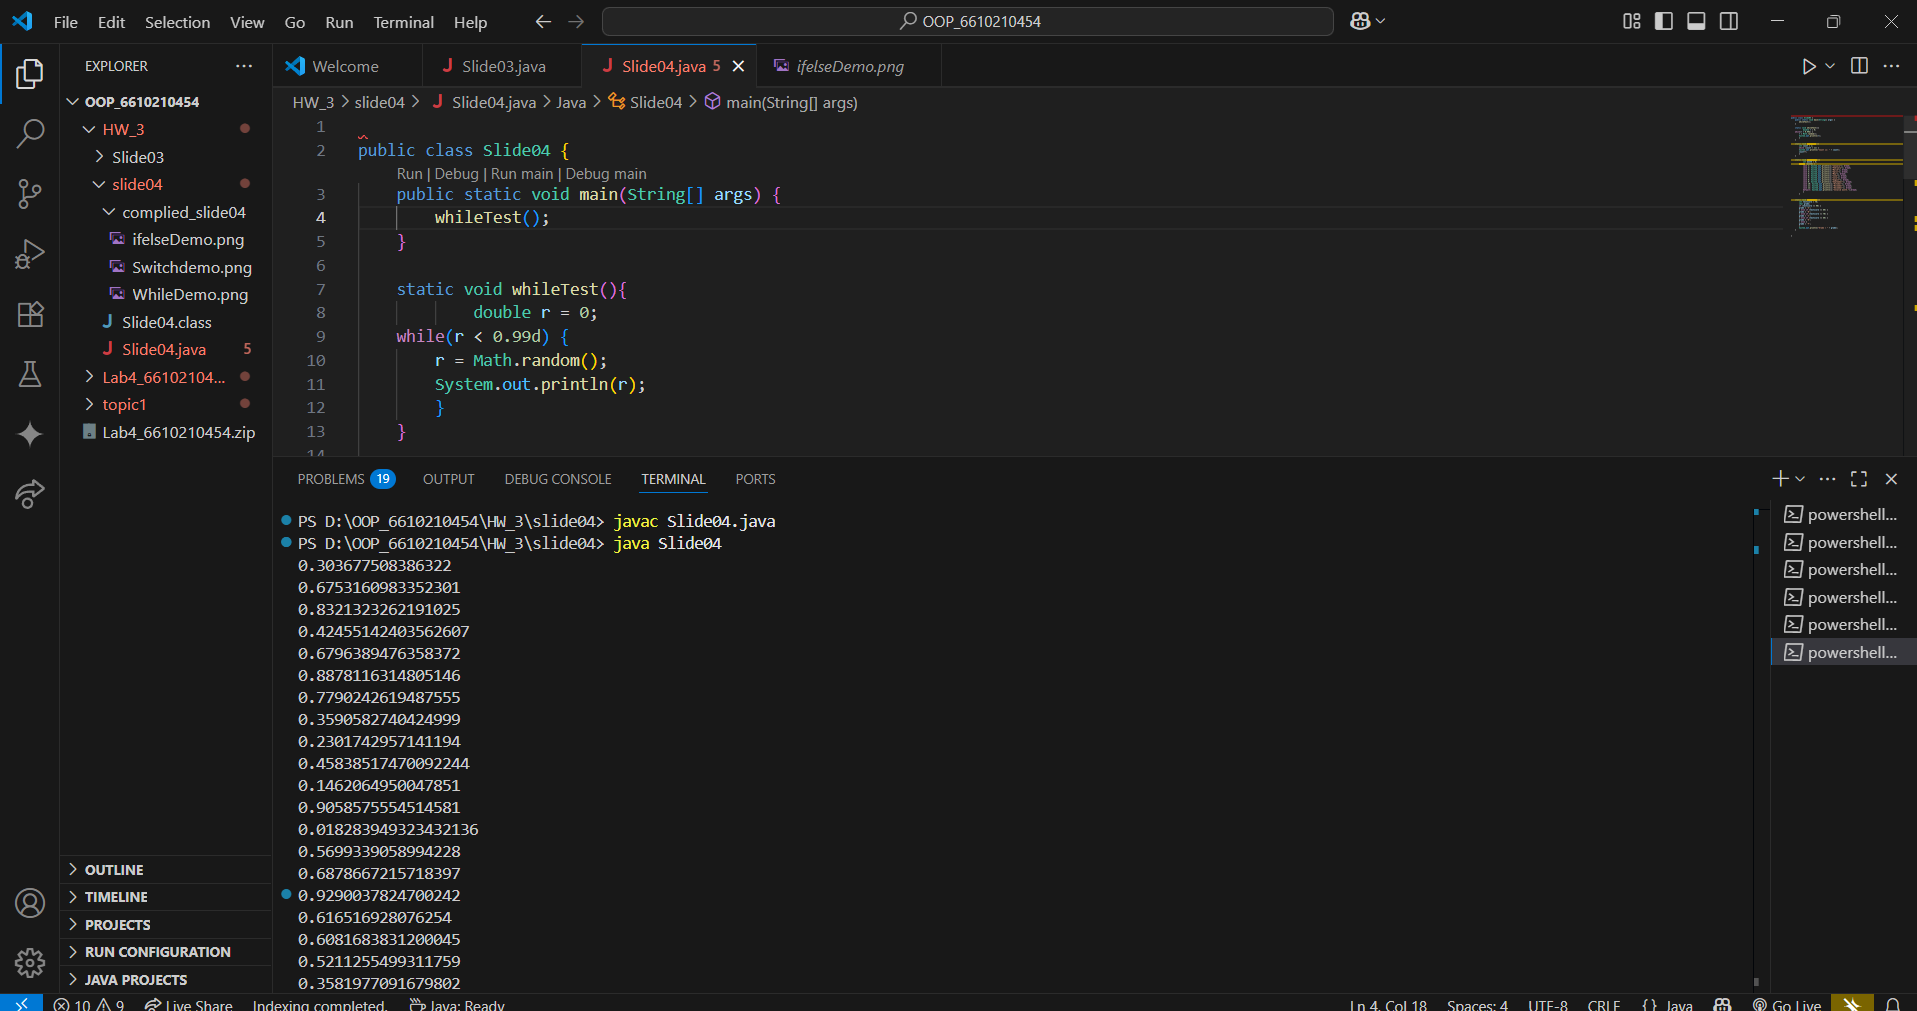 File Edit Selection View Go Run Terminal Help
OOP_6610210454
EXPLORER
OOP_6610210454
HW_3
Slide03
slide04
complied_slide04
ifelseDemo.png
Switchdemo.png
WhileDemo.png
Slide04.class
Slide04.java 5
Lab4_66102104...
topic1
Lab4_6610210454.zip
OUTLINE
TIMELINE
PROJECTS
RUN CONFIGURATION
JAVA PROJECTS
Welcome
Slide03.java
Slide04.java 5
ifelseDemo.png
HW_3 > slide04 > Slide04.java > Java > Slide04 > main(String[] args)
1
2 public class Slide04 {
Run | Debug | Run main | Debug main
3 public static void main(String[] args) {
4 whileTest();
5 }
6
7 static void whileTest(){
8 double r = 0;
9 while(r < 0.99d) {
10 r = Math.random();
11 System.out.println(r);
12 }
13 }
14
PROBLEMS 19 OUTPUT DEBUG CONSOLE TERMINAL PORTS
PS D:\OOP_6610210454\HW_3\slide04> javac Slide04.java
PS D:\OOP_6610210454\HW_3\slide04> java Slide04
0.303677508386322
0.6753160983352301
0.8321323262191025
0.42455142403562607
0.6796389476358372
0.8878116314805146
0.7790242619487555
0.3590582740424999
0.2301742957141194
0.45838517470092244
0.1462064950047851
0.9058575554514581
0.018283949323432136
0.5699339058994228
0.6878667215718397
0.9290037824700242
0.616516928076254
0.6081683831200045
0.5211255499311759
0.3581977091679802
powershell...
powershell...
powershell...
powershell...
powershell...
powershell...
10 9 Live Share Indexing completed. Java: Ready
Ln 4, Col 18 Spaces: 4 UTF-8 CRLF {} Java Go Live